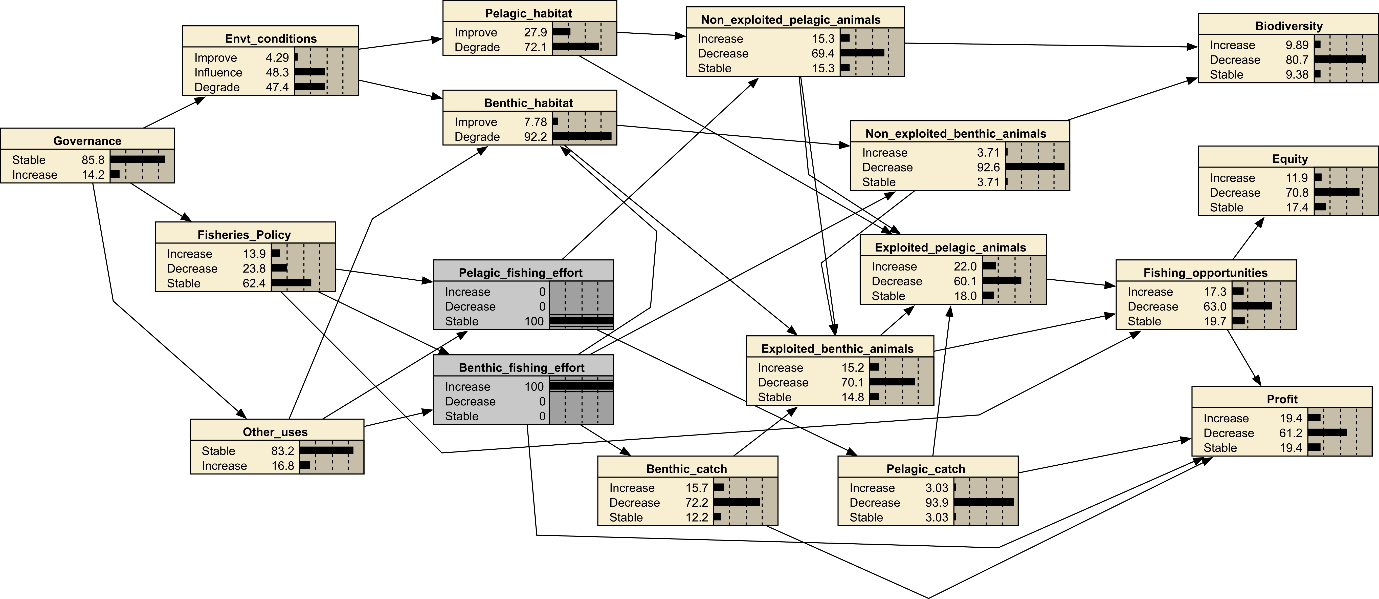 Pelagic_habitat
Improve 27.9
Degrade 72.1
Non_exploited_pelagic_animals
Increase 15.3
Decrease 69.4
Stable 15.3
Biodiversity
Increase 9.89
Decrease 80.7
Stable 9.38
Envt_conditions
Improve 4.29
Influence 48.3
Degrade 47.4
Benthic_habitat
Improve 7.78
Degrade 92.2
Governance
Stable 85.8
Increase 14.2
Non_exploited_benthic_animals
Increase 3.71
Decrease 92.6
Stable 3.71
Equity
Increase 11.9
Decrease 70.8
Stable 17.4
Fisheries_Policy
Increase 13.9
Decrease 23.8
Stable 62.4
Exploited_pelagic_animals
Increase 22.0
Decrease 60.1
Stable 18.0
Pelagic_fishing_effort
Increase 0
Decrease 0
Stable 100
Fishing_opportunities
Increase 17.3
Decrease 63.0
Stable 19.7
Exploited_benthic_animals
Increase 15.2
Decrease 70.1
Stable 14.8
Benthic_fishing_effort
Increase 100
Decrease 0
Stable 0
Profit
Increase 19.4
Decrease 61.2
Stable 19.4
Other_uses
Stable 83.2
Increase 16.8
Benthic_catch
Increase 15.7
Decrease 72.2
Stable 12.2
Pelagic_catch
Increase 3.03
Decrease 93.9
Stable 3.03